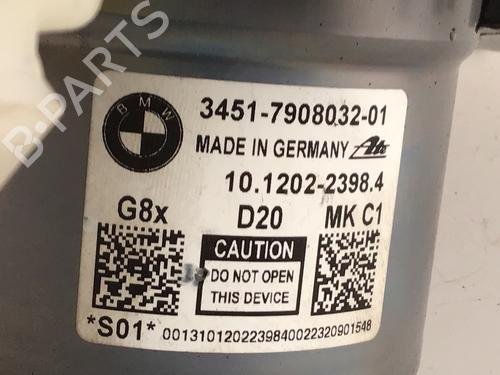 B-PARTS
BMW
3451-7908032-01
MADE IN GERMANY Ate
10.1202-2398.4
G8x D20 MK C1
CAUTION
DO NOT OPEN
THIS DEVICE
*S01* 0013101202239840022320901548